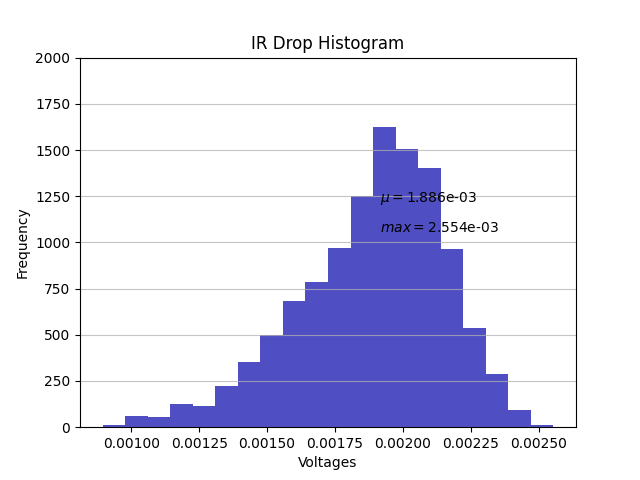 IR Drop Histogram
2000
1750
1500
1250
1000
750
500
250
0
Frequency
μ = 1.886e-03
max = 2.554e-03
0.00100 0.00125 0.00150 0.00175 0.00200 0.00225 0.00250
Voltages